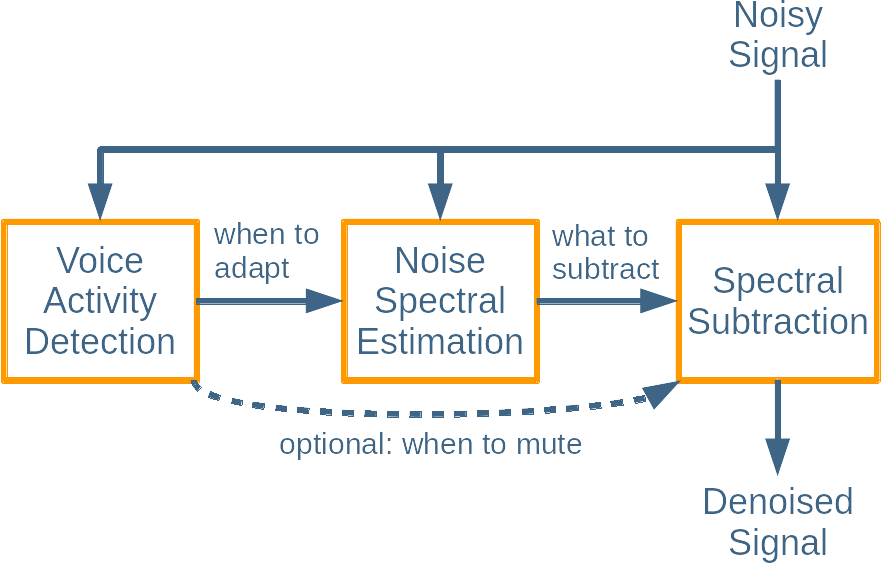 Noisy
Signal
when to
adapt
what to
subtract
Voice
Activity
Detection
Noise
Spectral
Estimation
Spectral
Subtraction
optional: when to mute
Denoised
Signal